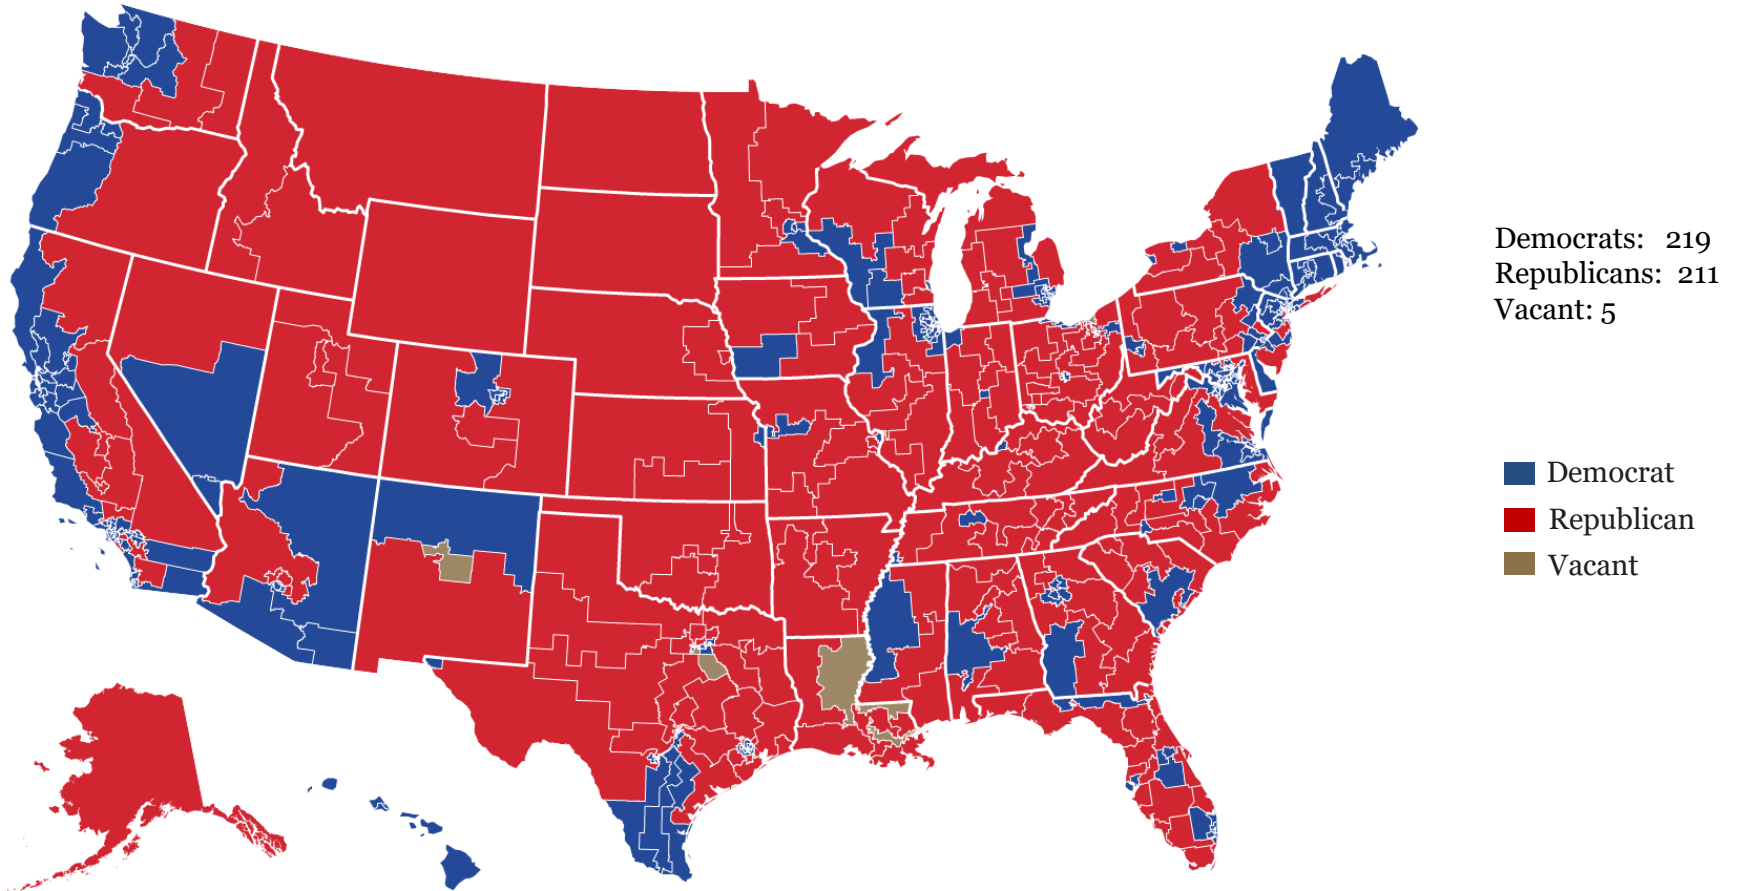 Democrats: 219
Republicans: 211
Vacant: 5
Democrat
Republican
Vacant